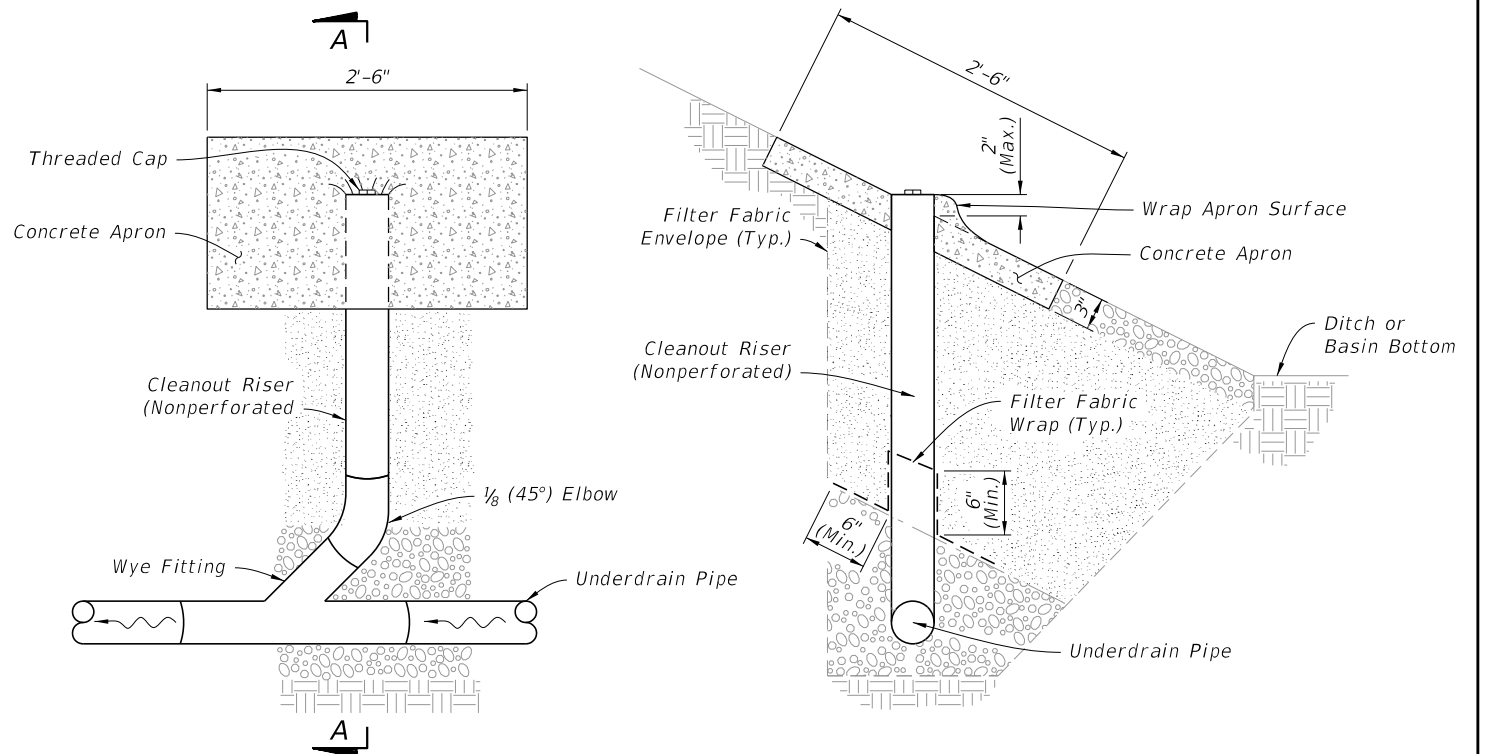 A
2'-6"
Threaded Cap
Concrete Apron
Cleanout Riser
(Nonperforated
⅛ (45°) Elbow
Wye Fitting
Underdrain Pipe
A
2'-6"
2"
(Max.)
Filter Fabric
Envelope (Typ.)
Wrap Apron Surface
Concrete Apron
3"
Ditch or
Basin Bottom
Cleanout Riser
(Nonperforated)
Filter Fabric
Wrap (Typ.)
6"
(Min.)
6"
(Min.)
Underdrain Pipe